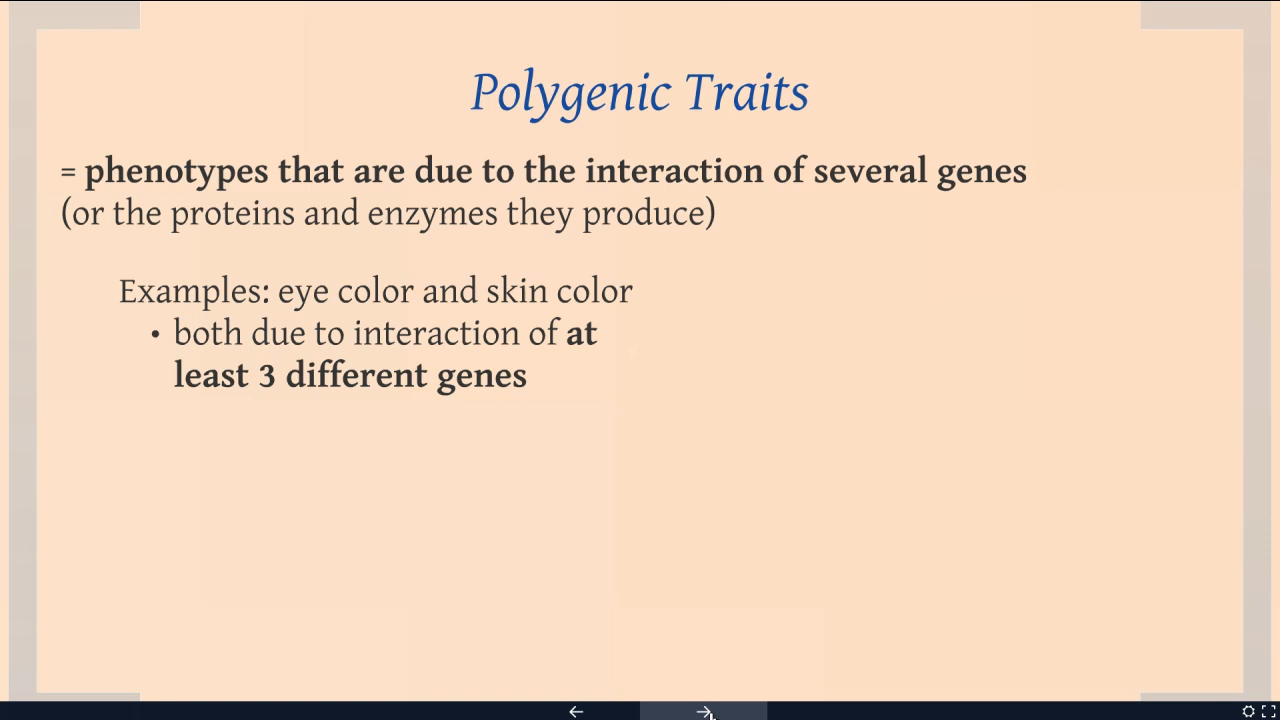 Polygenic Traits
= phenotypes that are due to the interaction of several genes
(or the proteins and enzymes they produce)
Examples: eye color and skin color
• both due to interaction of at
least 3 different genes